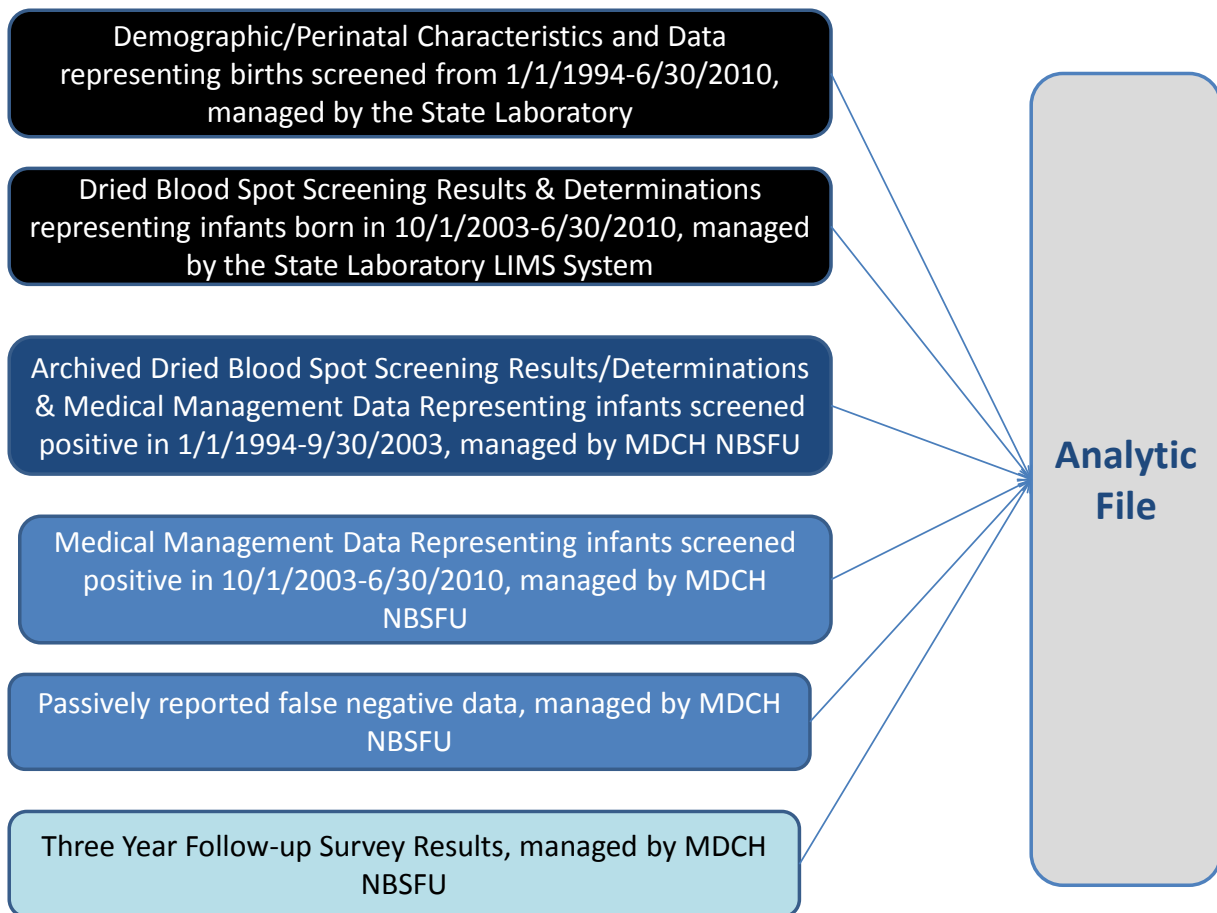 Demographic/Perinatal Characteristics and Data
representing births screened from 1/1/1994-6/30/2010,
managed by the State Laboratory
Dried Blood Spot Screening Results & Determinations
representing infants born in 10/1/2003-6/30/2010, managed
by the State Laboratory LIMS System
Archived Dried Blood Spot Screening Results/Determinations
& Medical Management Data Representing infants screened
positive in 1/1/1994-9/30/2003, managed by MDCH NBSFU
Medical Management Data Representing infants screened
positive in 10/1/2003-6/30/2010, managed by MDCH
NBSFU
Passively reported false negative data, managed by MDCH
NBSFU
Three Year Follow-up Survey Results, managed by MDCH
NBSFU
Analytic
File